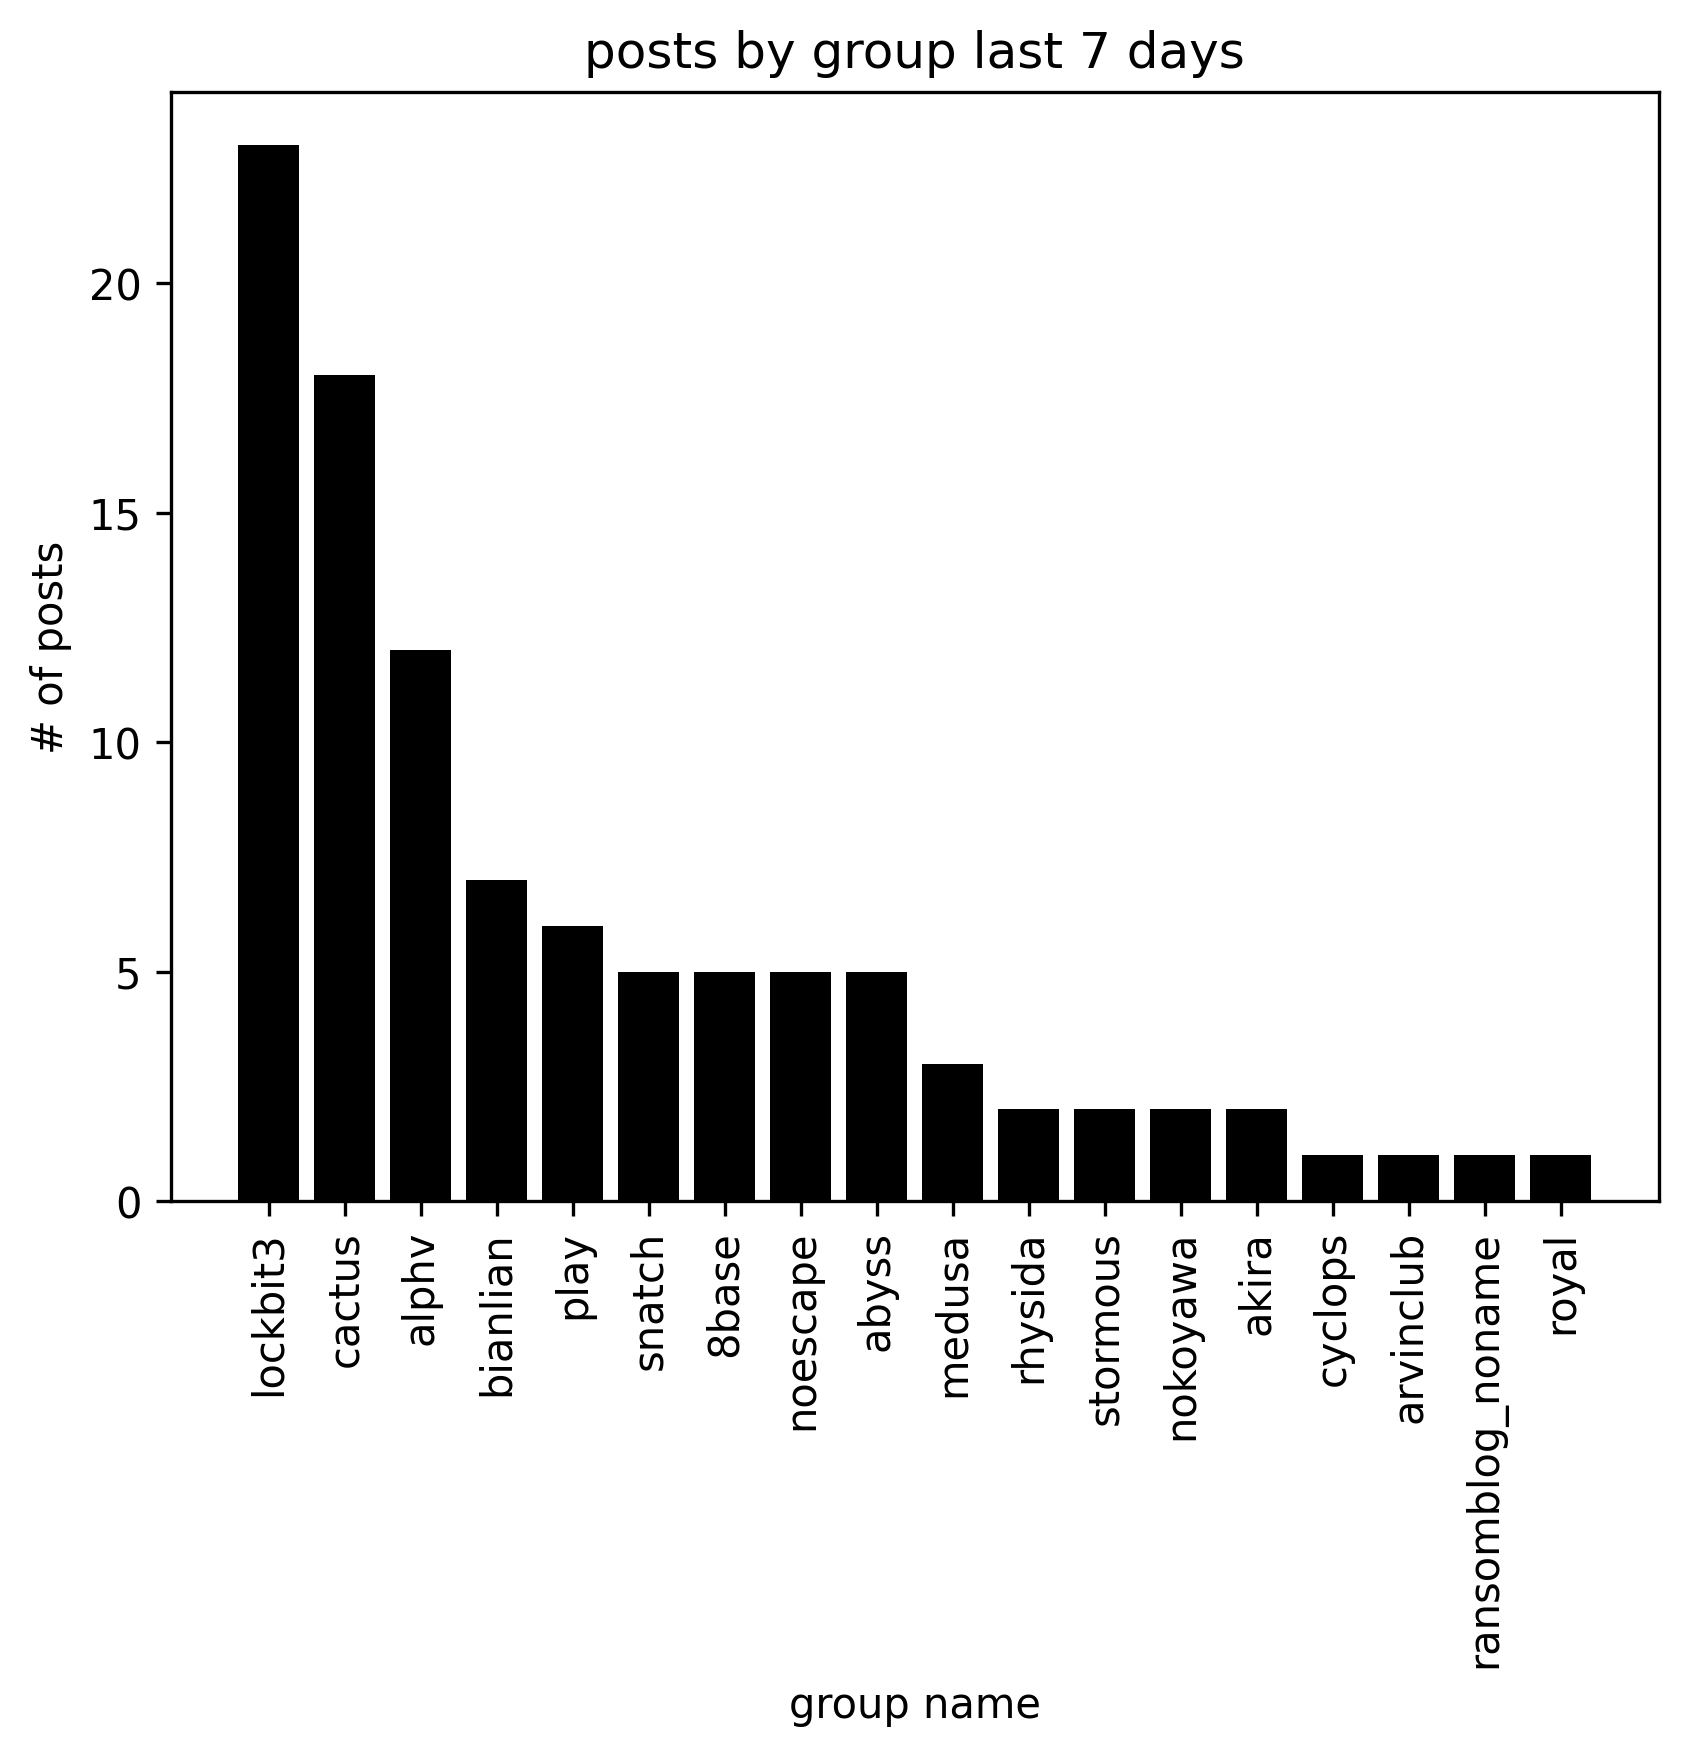 posts by group last 7 days
# of posts
20
15
10
5
0
lockbit3
cactus
alphv
bianlian
play
snatch
8base
noescape
abyss
medusa
rhysida
stormous
nokoyawa
akira
cyclops
arvinclub
ransomblog_noname
royal
group name